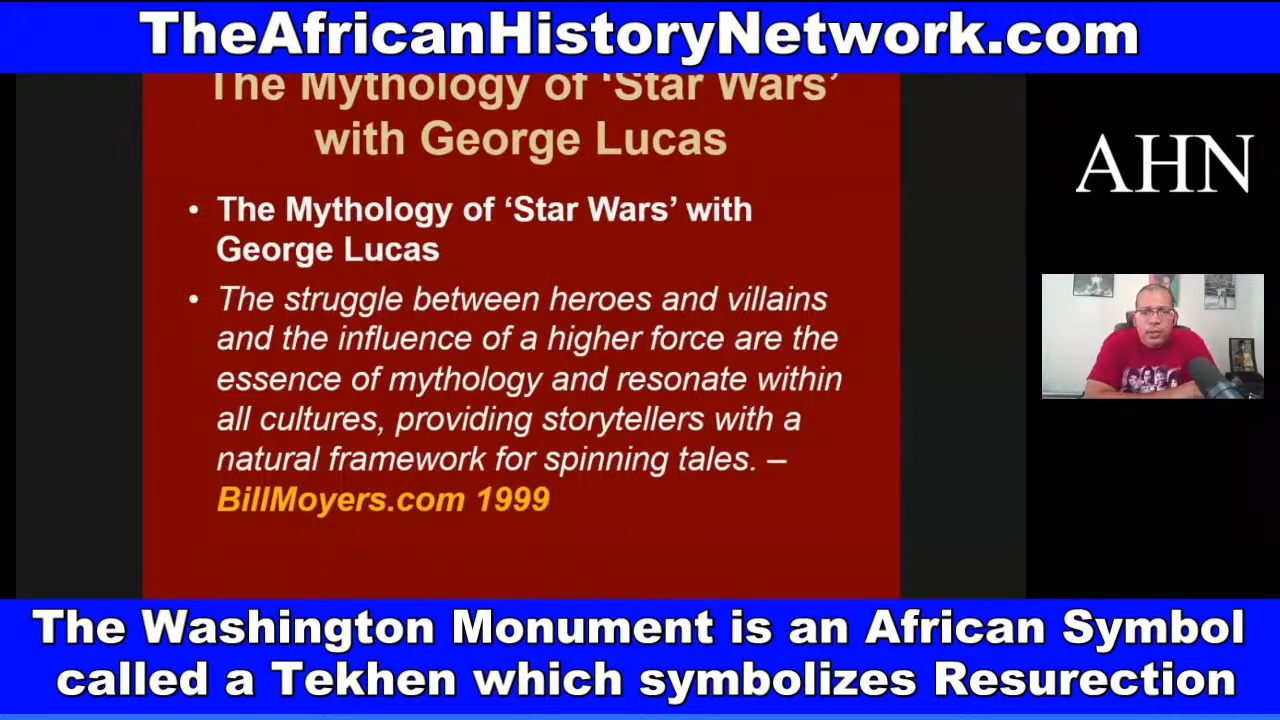 TheAfricanHistoryNetwork.com
The Mythology of ‘Star Wars’
with George Lucas
AHN
• The Mythology of ‘Star Wars’ with
George Lucas
• The struggle between heroes and villains
and the influence of a higher force are the
essence of mythology and resonate within
all cultures, providing storytellers with a
natural framework for spinning tales. –
BillMoyers.com 1999
The Washington Monument is an African Symbol
called a Tekhen which symbolizes Resurection